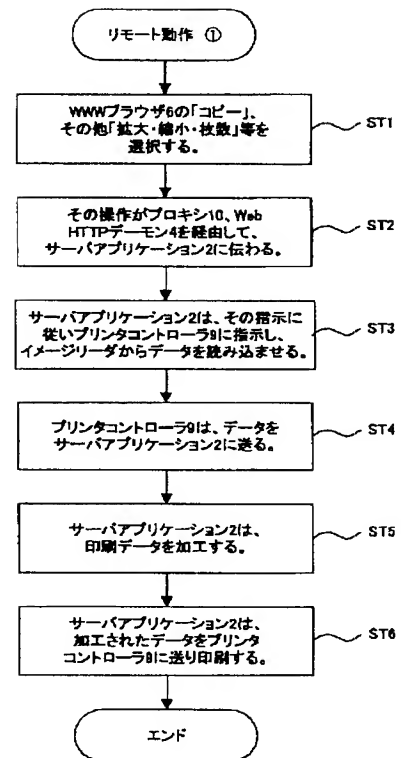 リモート動作 ①
WWWブラウザ6の「コピー」、
その他「拡大・縮小・枚数」等を
選択する。
ST1
その操作がプロキシ10、Web
HTTPデーモン4を経由して、
サーバアプリケーション2に伝わる。
ST2
サーバアプリケーション2は、その指示に
従いプリンタコントローラ9に指示し、
イメージリーダからデータを読み込ませる。
ST3
プリンタコントローラ9は、データを
サーバアプリケーション2に送る。
ST4
サーバアプリケーション2は、
印刷データを加工する。
ST5
サーバアプリケーション2は、
加工されたデータをプリンタ
コントローラ9に送り印刷する。
ST6
エンド